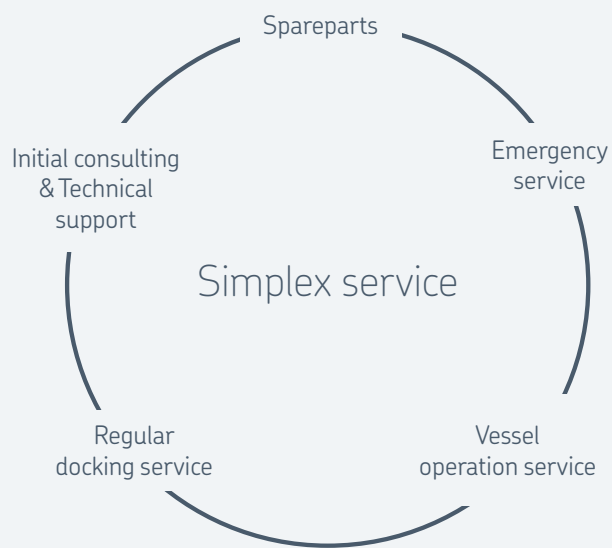 Spareparts
Initial consulting
& Technical
support
Emergency
service
Simplex service
Regular
docking service
Vessel
operation service